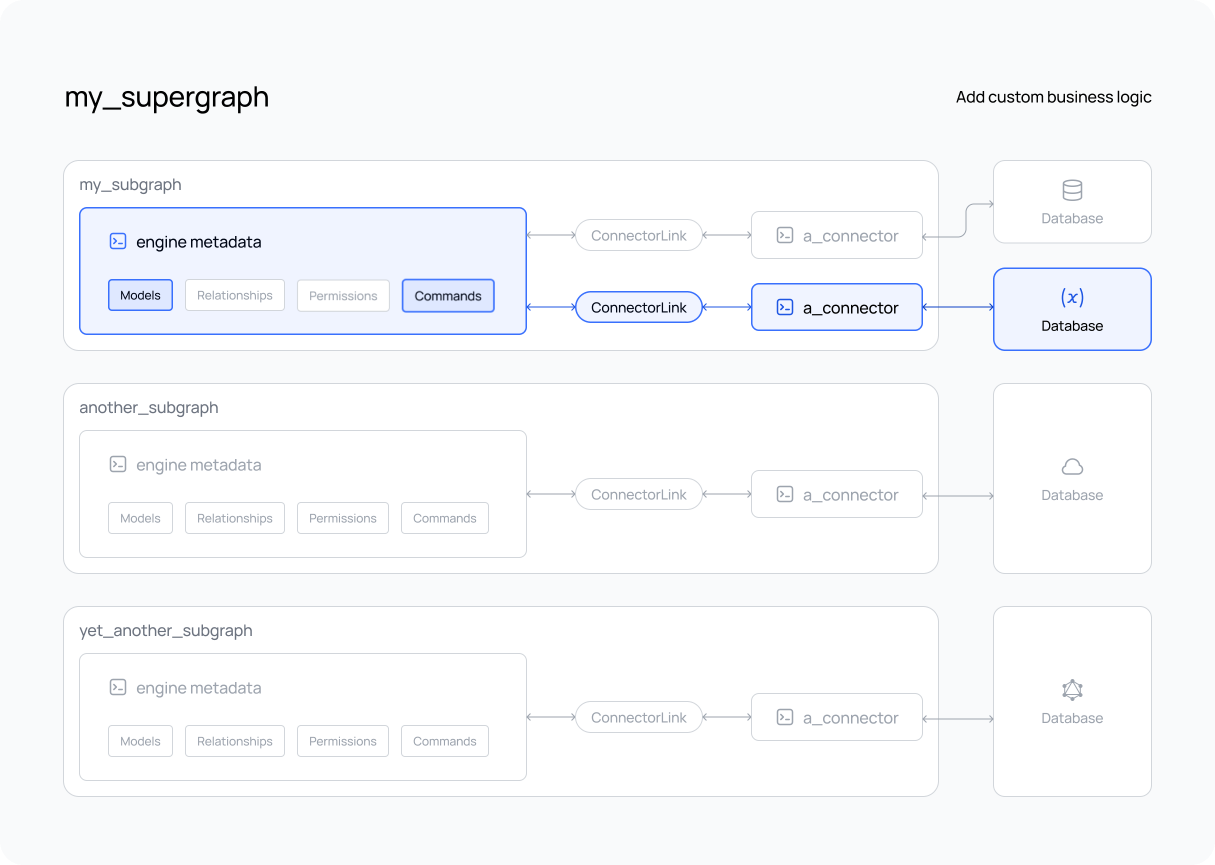 my_supergraph
Add custom business logic
my_subgraph
engine metadata
Models
Relationships
Permissions
Commands
ConnectorLink
a_connector
Database
ConnectorLink
a_connector
(x)
Database
another_subgraph
engine metadata
Models
Relationships
Permissions
Commands
ConnectorLink
a_connector
Database
yet_another_subgraph
engine metadata
Models
Relationships
Permissions
Commands
ConnectorLink
a_connector
Database